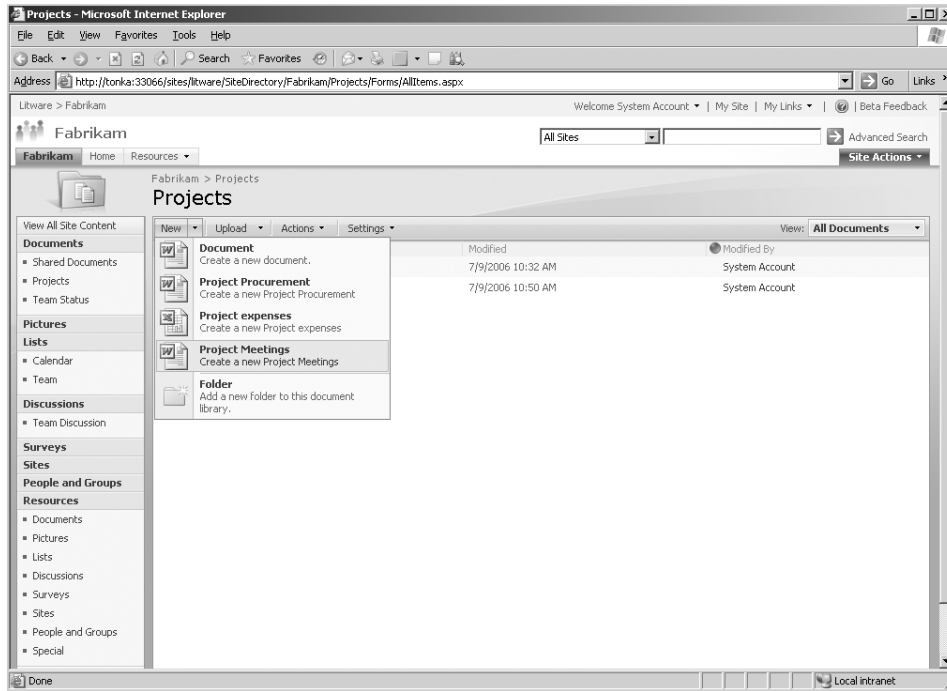 Projects - Microsoft Internet Explorer
File Edit View Favorites Tools Help
Back Search Favorites
Address http://tonka:33066/sites/litware/SiteDirectory/Fabrikam/Projects/Forms/AllItems.aspx Go Links
Litware > Fabrikam Welcome System Account | My Site | My Links | | Beta Feedback
Fabrikam All Sites Advanced Search
Fabrikam Home Resources Site Actions
Fabrikam > Projects
Projects
View All Site Content
Documents
Shared Documents
Projects
Team Status
Pictures
Lists
Calendar
Team
Discussions
Team Discussion
Surveys
Sites
People and Groups
Resources
Documents
Pictures
Lists
Discussions
Surveys
Sites
People and Groups
Special
New Upload Actions Settings View: All Documents
Modified Modified By
7/9/2006 10:32 AM System Account
7/9/2006 10:50 AM System Account
Document
Create a new document.
Project Procurement
Create a new Project Procurement
Project expenses
Create a new Project expenses
Project Meetings
Create a new Project Meetings
Folder
Add a new folder to this document
library.
Done Local intranet